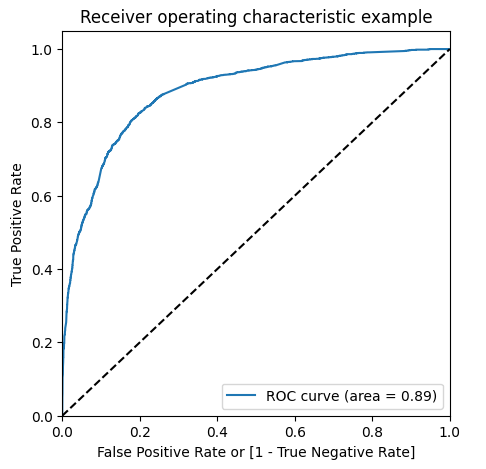 Receiver operating characteristic example
True Positive Rate
1.0
0.8
0.6
0.4
0.2
0.0
ROC curve (area = 0.89)
0.0 0.2 0.4 0.6 0.8 1.0
False Positive Rate or [1 - True Negative Rate]